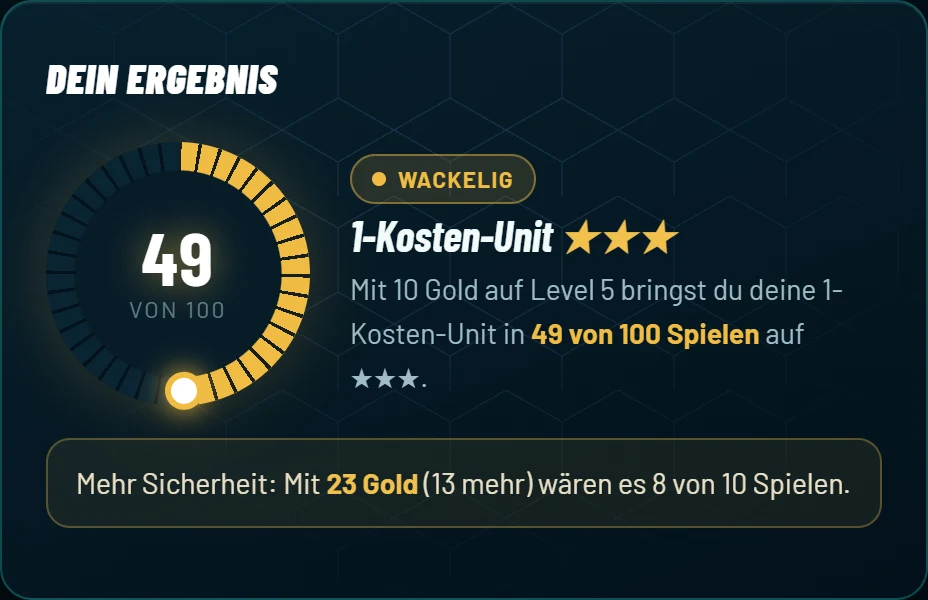 DEIN ERGEBNIS
49
VON 100
WACKELIG
1-Kosten-Unit ★★★
Mit 10 Gold auf Level 5 bringst du deine 1-
Kosten-Unit in 49 von 100 Spielen auf
★★★.
Mehr Sicherheit: Mit 23 Gold (13 mehr) wären es 8 von 10 Spielen.